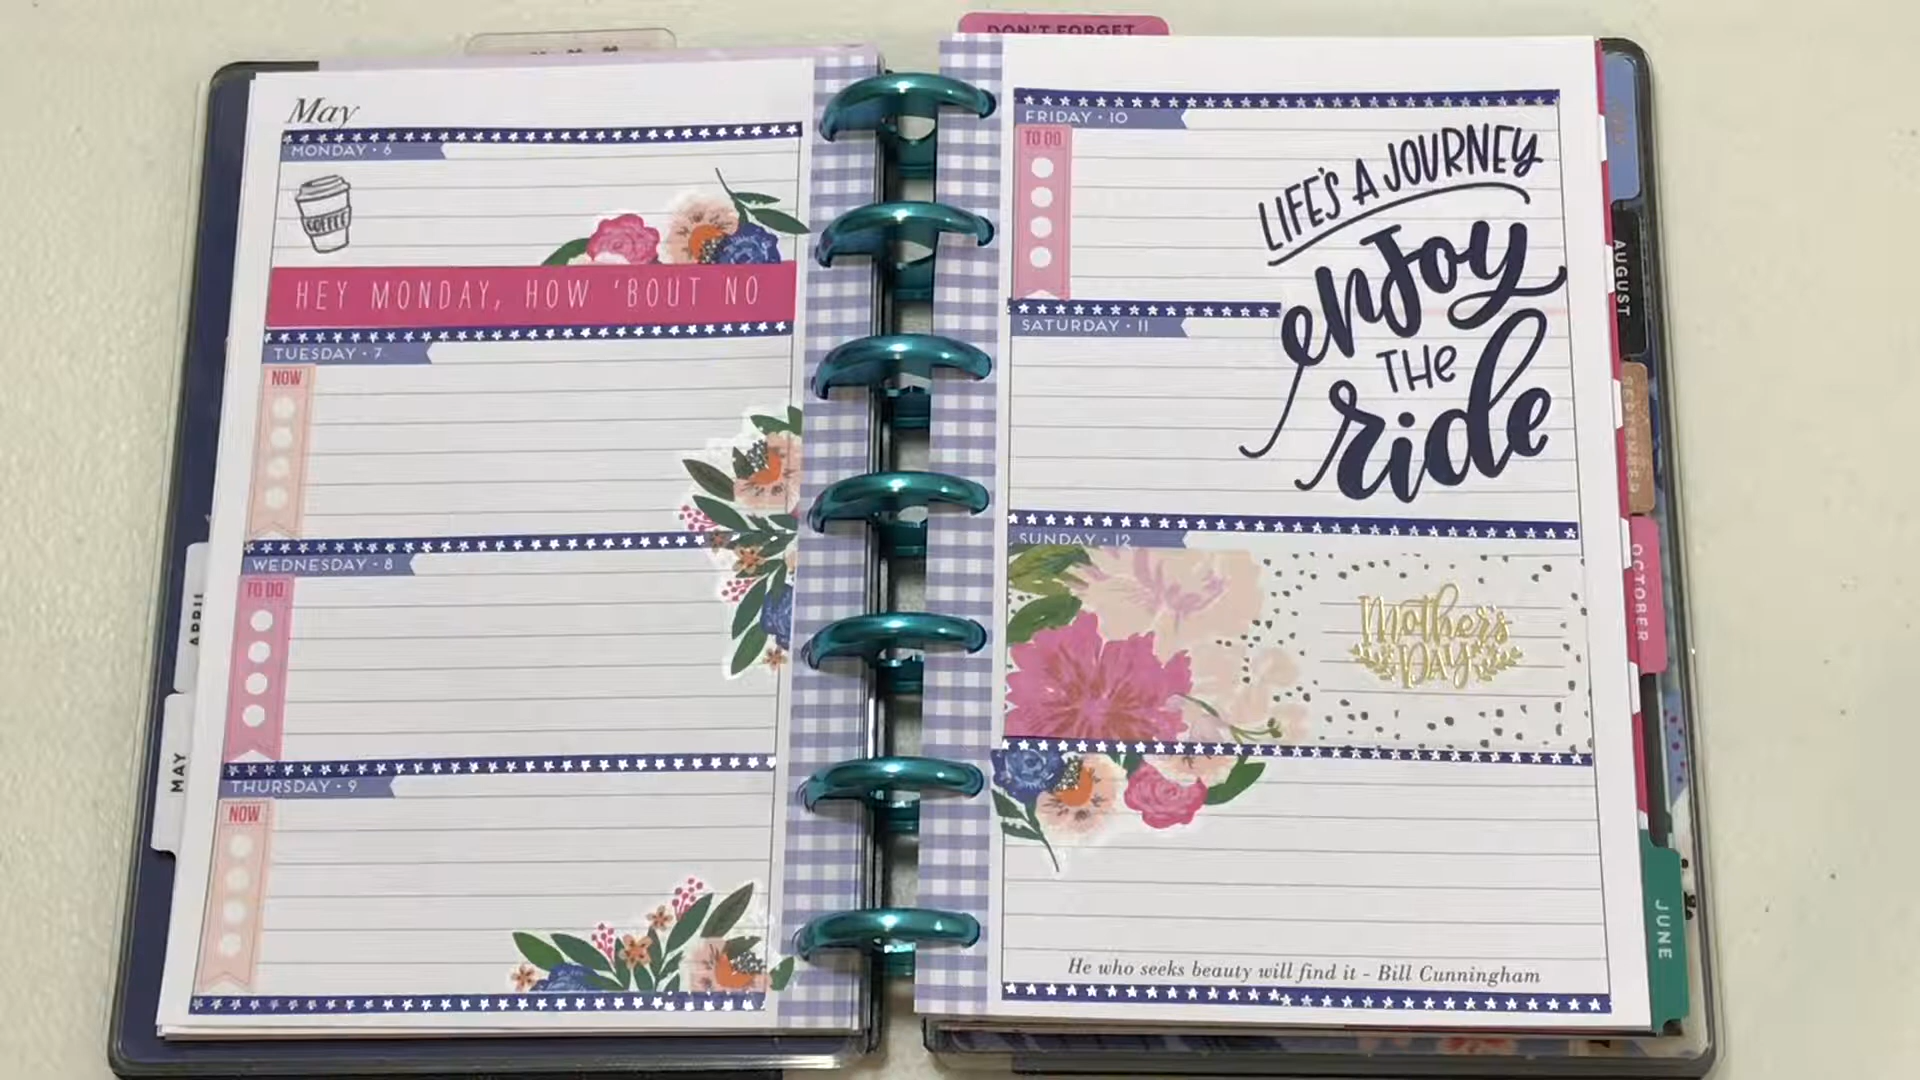 May
MONDAY • 6
COFFEE
HEY MONDAY, HOW 'BOUT NO
TUESDAY • 7
NOW
WEDNESDAY • 8
TO DO
THURSDAY • 9
NOW
APRIL
MAY
DON'T FORGET
FRIDAY • 10
TO DO
LIFE'S A JOURNEY
enjoy
THE
ride
SATURDAY • 11
SUNDAY • 12
Mother's
DAY
He who seeks beauty will find it - Bill Cunningham
AUGUST
SEPTEMBER
OCTOBER
JUNE